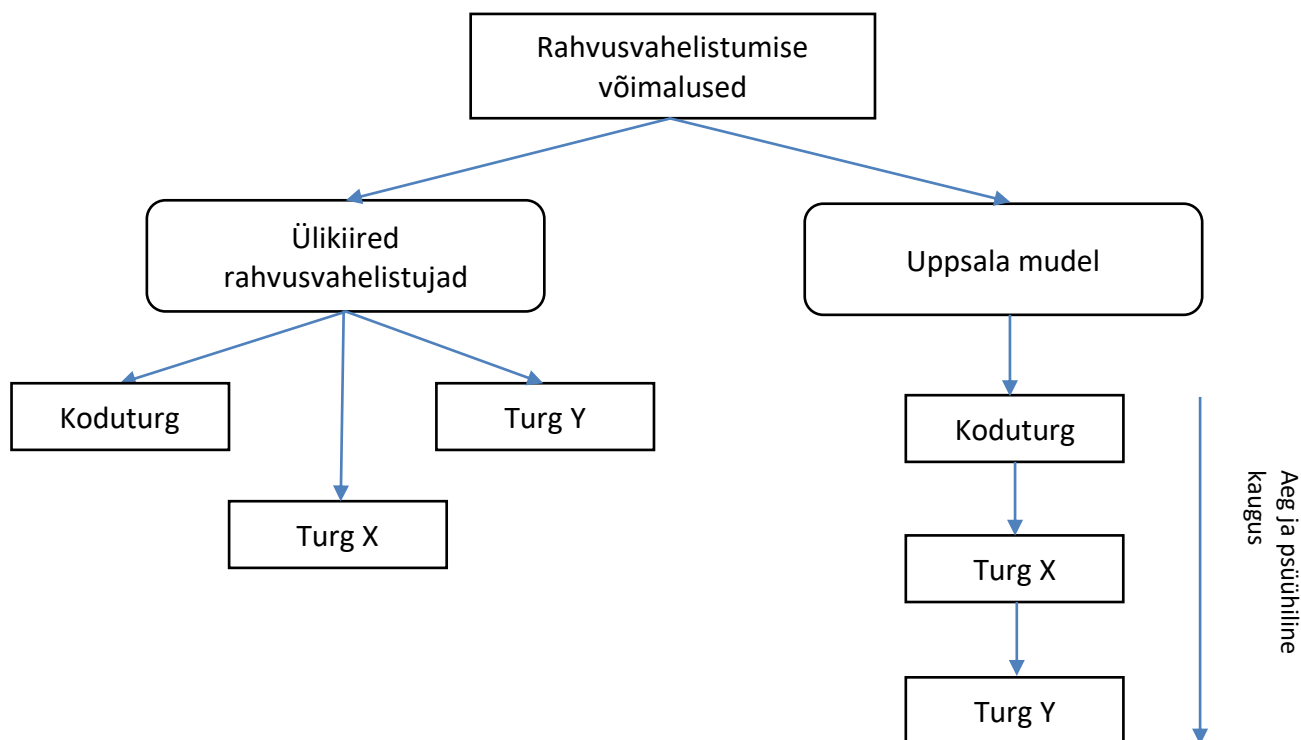 Rahvusvahelistumise
võimalused
Ülikiired
rahvusvahelistujad
Uppsala mudel
Koduturg
Turg Y
Turg X
Koduturg
Turg X
Turg Y
Aeg ja psüühiline
kaugus